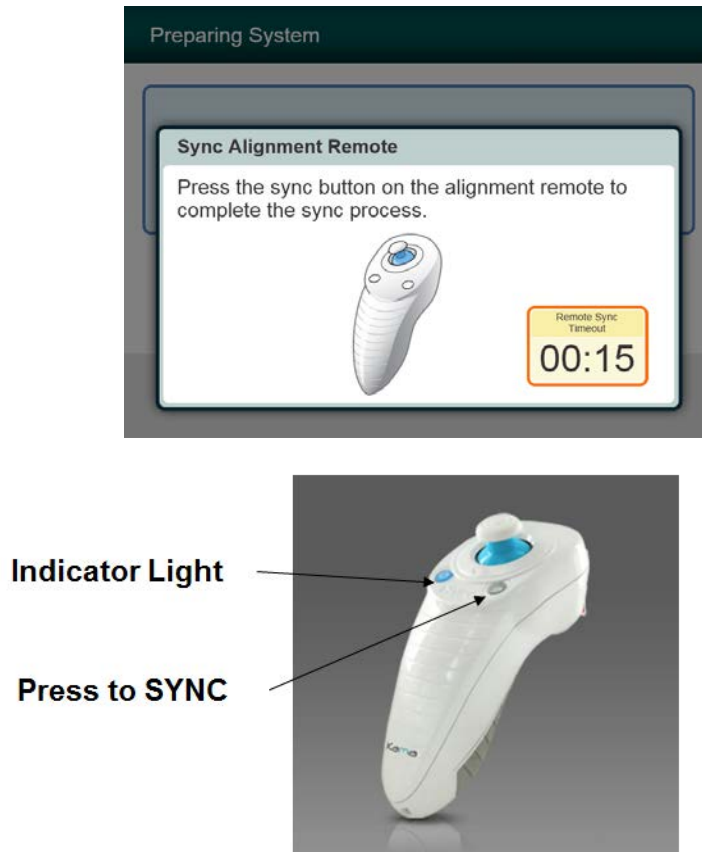 Preparing System
Sync Alignment Remote
Press the sync button on the alignment remote to
complete the sync process.
Remote Sync
Timeout
00:15
Indicator Light
Press to SYNC
Kama